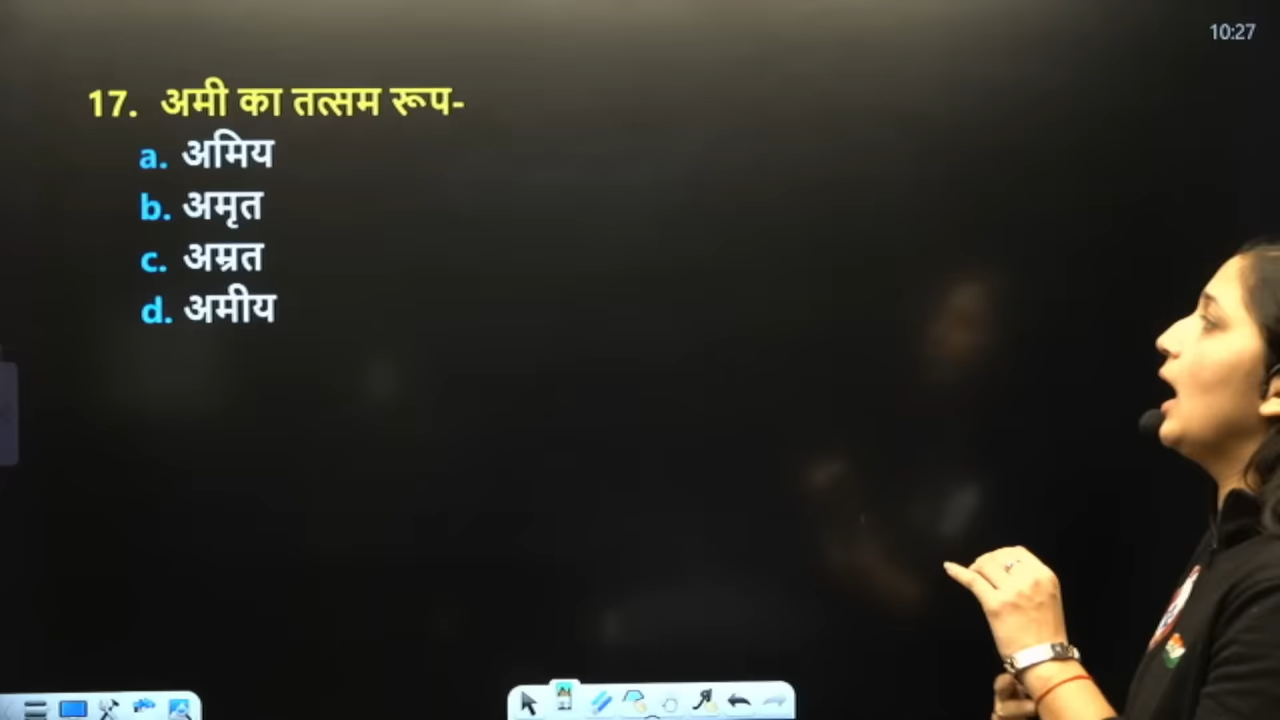 10:27
17. अमी का तत्सम रूप-
a. अमिय
b. अमृत
c. अम्रत
d. अमीय